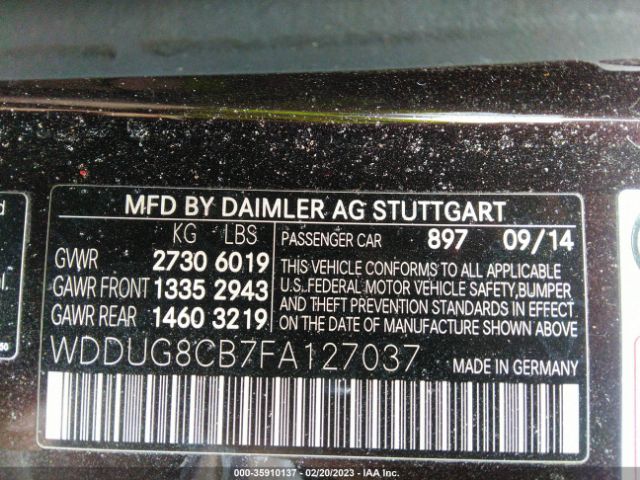 MFD BY DAIMLER AG STUTTGART
KG LBS
GWWR 2730 6019
GAWR FRONT 1335 2943
GAWR REAR 1460 3219
PASSENGER CAR 897 09/14
THIS VEHICLE CONFORMS TO ALL APPLICABLE
U.S. FEDERAL MOTOR VEHICLE SAFETY, BUMPER
AND THEFT PREVENTION STANDARDS IN EFFECT
ON THE DATE OF MANUFACTURE SHOWN ABOVE.
WDDUG8CB7FA127037 MADE IN GERMANY
000-35910137 - 02/20/2023 - IAA Inc.